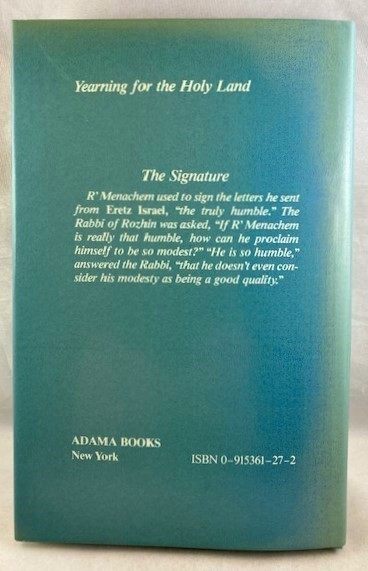 Yearning for the Holy Land
The Signature
R' Menachem used to sign the letters he sent
from Eretz Israel, "the truly humble." The
Rabbi of Rozhin was asked, "If R' Menachem
is really that humble, how can he proclaim
himself to be so modest?" "He is so humble,"
answered the Rabbi, "that he doesn't even con-
sider his modesty as being a good quality."
ADAMA BOOKS
New York
ISBN 0-915361-27-2